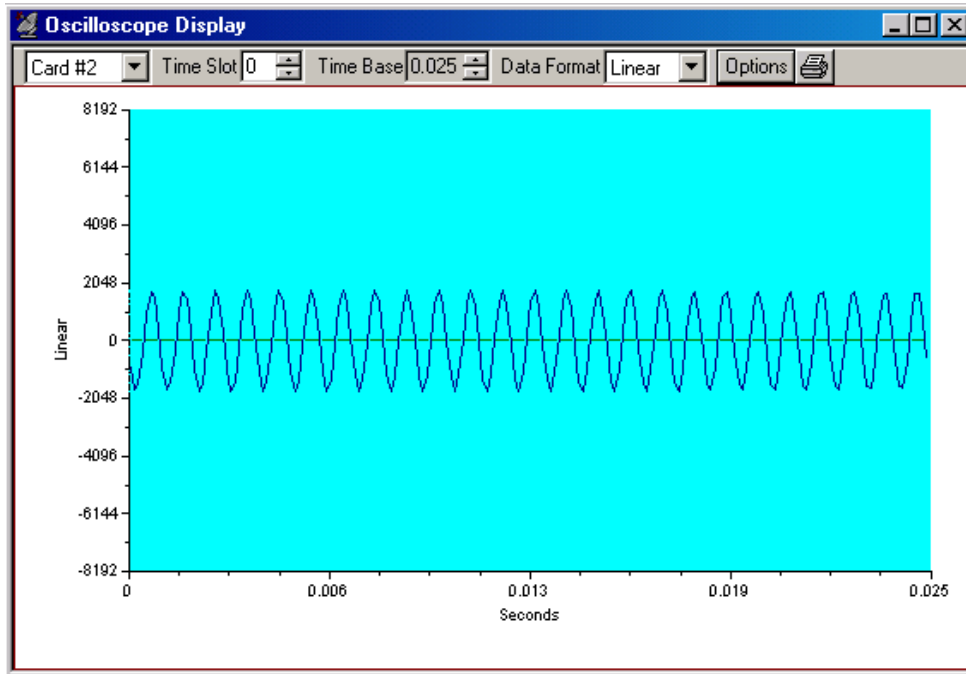 Oscilloscope Display
Card #2 Time Slot 0 Time Base 0.025 Data Format Linear Options
8192
6144
4096
2048
0
-2048
-4096
-6144
-8192
Linear
0 0.006 0.013 0.019 0.025
Seconds